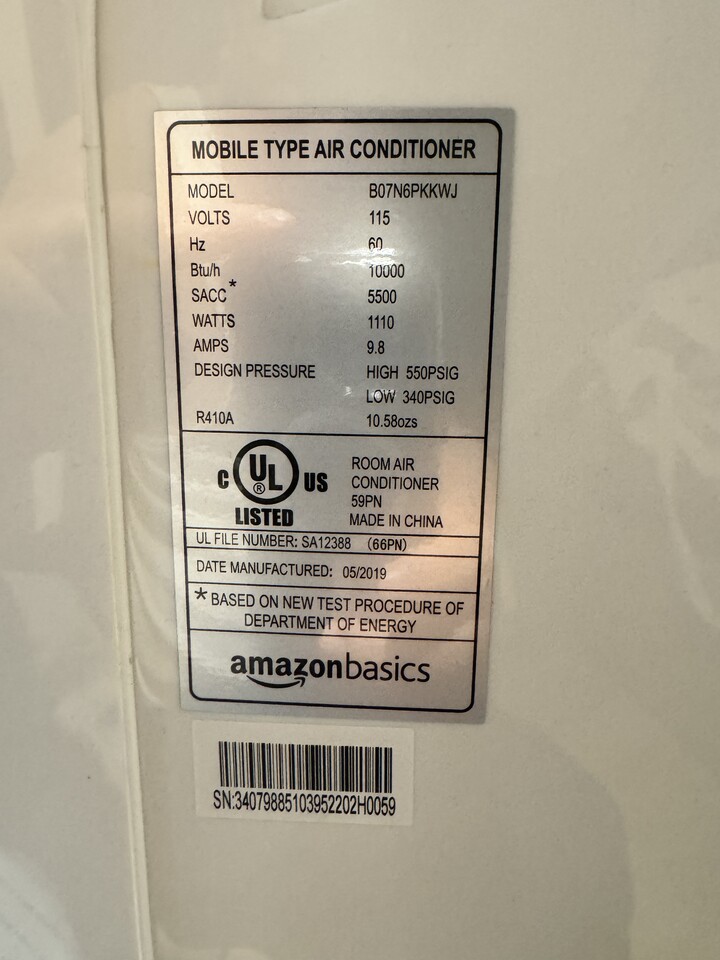 MOBILE TYPE AIR CONDITIONER
MODEL B07N6PKKWJ
VOLTS 115
Hz 60
Btu/h 10000
SACC* 5500
WATTS 1110
AMPS 9.8
DESIGN PRESSURE HIGH 550PSIG
LOW 340PSIG
R410A 10.58ozs
C UL® US
LISTED
ROOM AIR
CONDITIONER
59PN
MADE IN CHINA
UL FILE NUMBER: SA12388 (66PN)
DATE MANUFACTURED: 05/2019
* BASED ON NEW TEST PROCEDURE OF
DEPARTMENT OF ENERGY
amazonbasics
SN:34079885103952202H0059